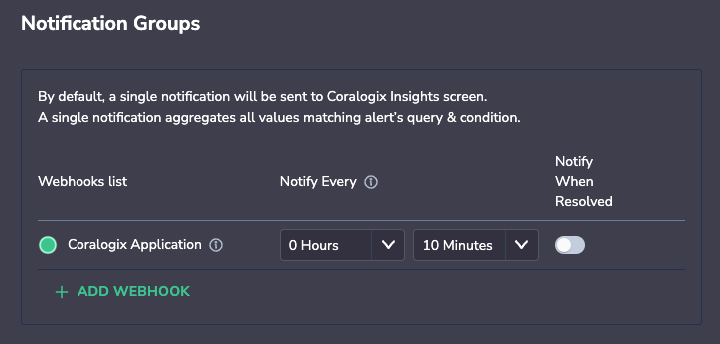 Notification Groups
By default, a single notification will be sent to Coralogix Insights screen.
A single notification aggregates all values matching alert's query & condition.
Webhooks list
Notify Every
Notify
When
Resolved
Coralogix Application
0 Hours
10 Minutes
+ ADD WEBHOOK